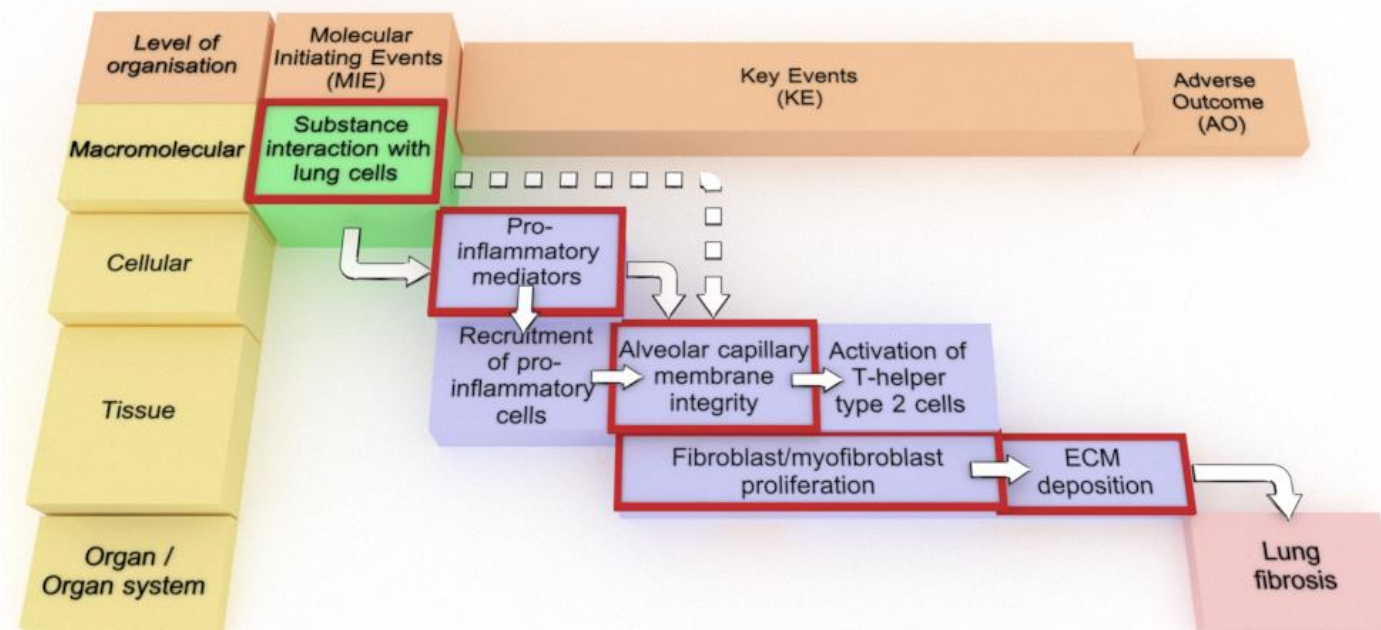 Level of
organisation
Molecular
Initiating Events
(MIE)
Key Events
(KE)
Adverse
Outcome
(AO)
Macromolecular
Substance
interaction with
lung cells
Cellular
Pro-
inflammatory
mediators
Tissue
Recruitment
of pro-
inflammatory
cells
Alveolar capillary
membrane
integrity
Activation of
T-helper
type 2 cells
Fibroblast/myofibroblast
proliferation
ECM
deposition
Organ /
Organ system
Lung
fibrosis